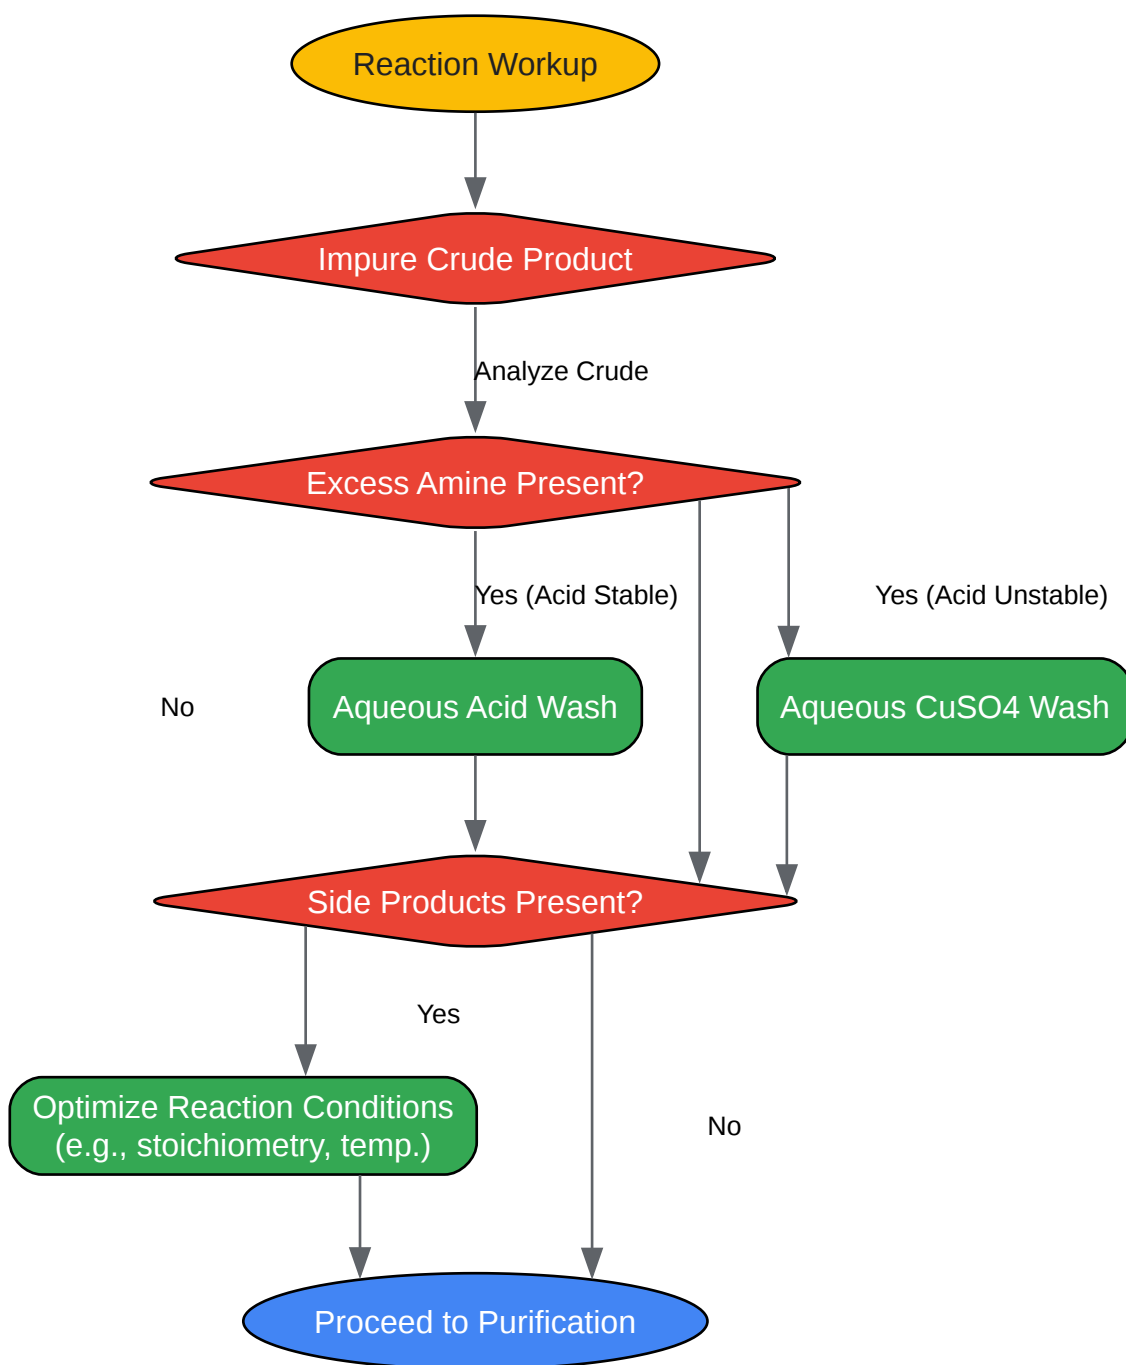 Reaction Workup
Impure Crude Product
Analyze Crude
Excess Amine Present?
Yes (Acid Stable)
Yes (Acid Unstable)
No
Aqueous Acid Wash
Aqueous CuSO4 Wash
Side Products Present?
Yes
Optimize Reaction Conditions
(e.g., stoichiometry, temp.)
No
Proceed to Purification